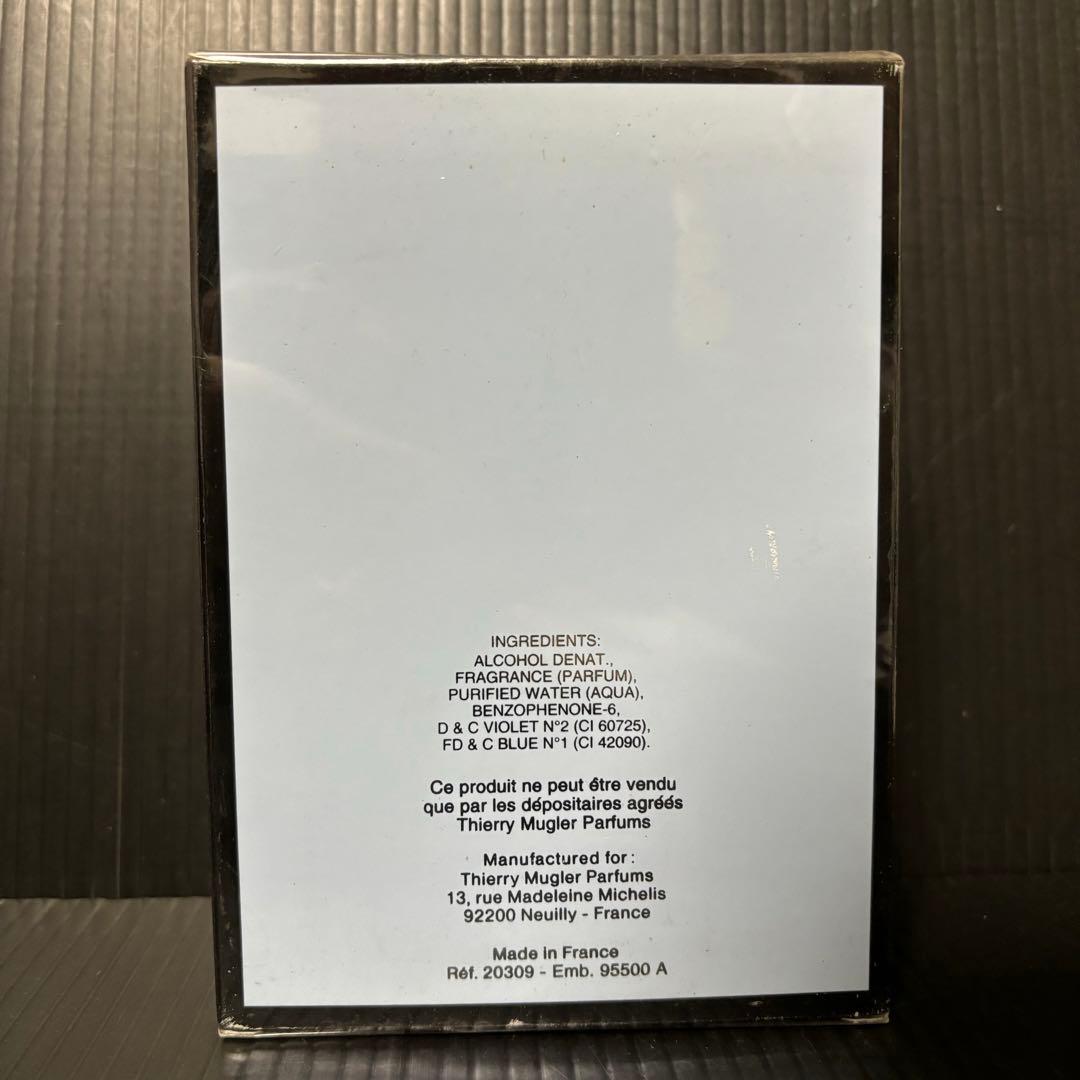 INGREDIENTS:
ALCOHOL DENAT.,
FRAGRANCE (PARFUM),
PURIFIED WATER (AQUA),
BENZOPHENONE-6,
D & C VIOLET N°2 (CI 60725),
FD & C BLUE N°1 (CI 42090).
Ce produit ne peut être vendu
que par les dépositaires agréés
Thierry Mugler Parfums
Manufactured for :
Thierry Mugler Parfums
13, rue Madeleine Michelis
92200 Neuilly - France
Made in France
Réf. 20309 - Emb. 95500 A